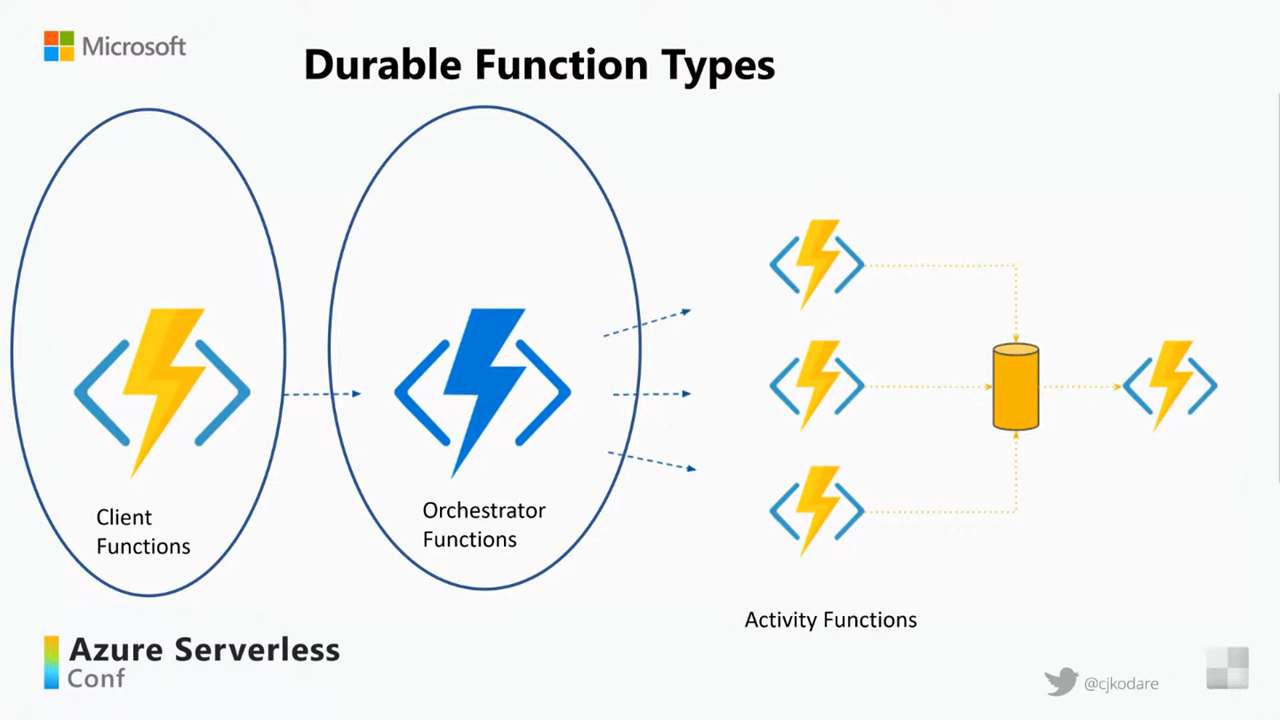 Microsoft
Durable Function Types
Client
Functions
Orchestrator
Functions
Activity Functions
Azure Serverless
Conf
@cjkodare